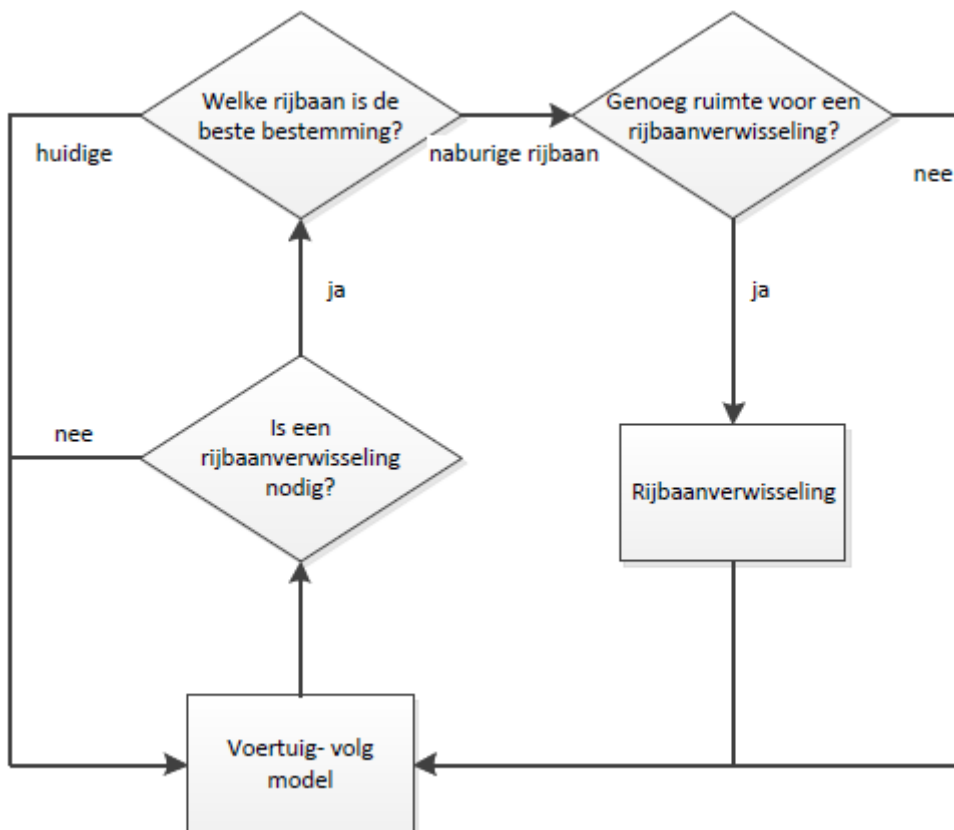 Welke rijbaan is de
beste bestemming?
Genoeg ruimte voor een
rijbaanverwisseling?
huidige
naburige rijbaan
nee
ja
ja
nee
Is een
rijbaanverwisseling
nodig?
Rijbaanverwisseling
Voertuig- volg
model